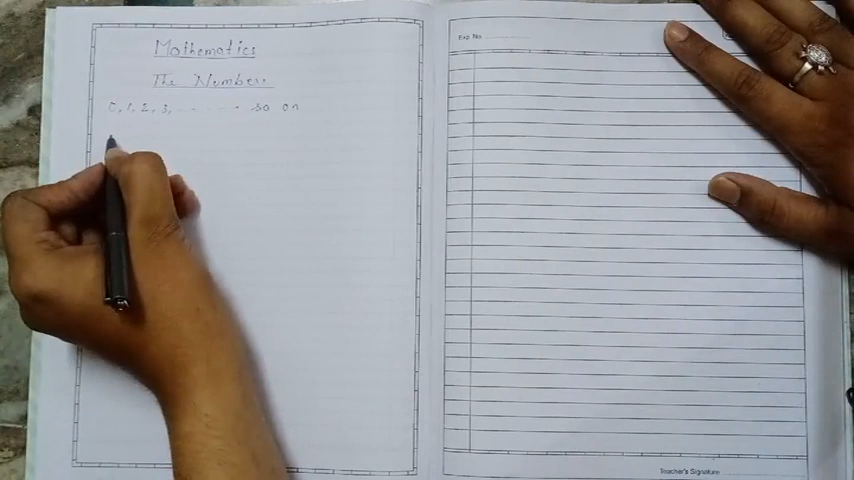 Mathematics
The Numbers
0, 1, 2, 3, ........ so on
Exp No.
Teacher's Signature